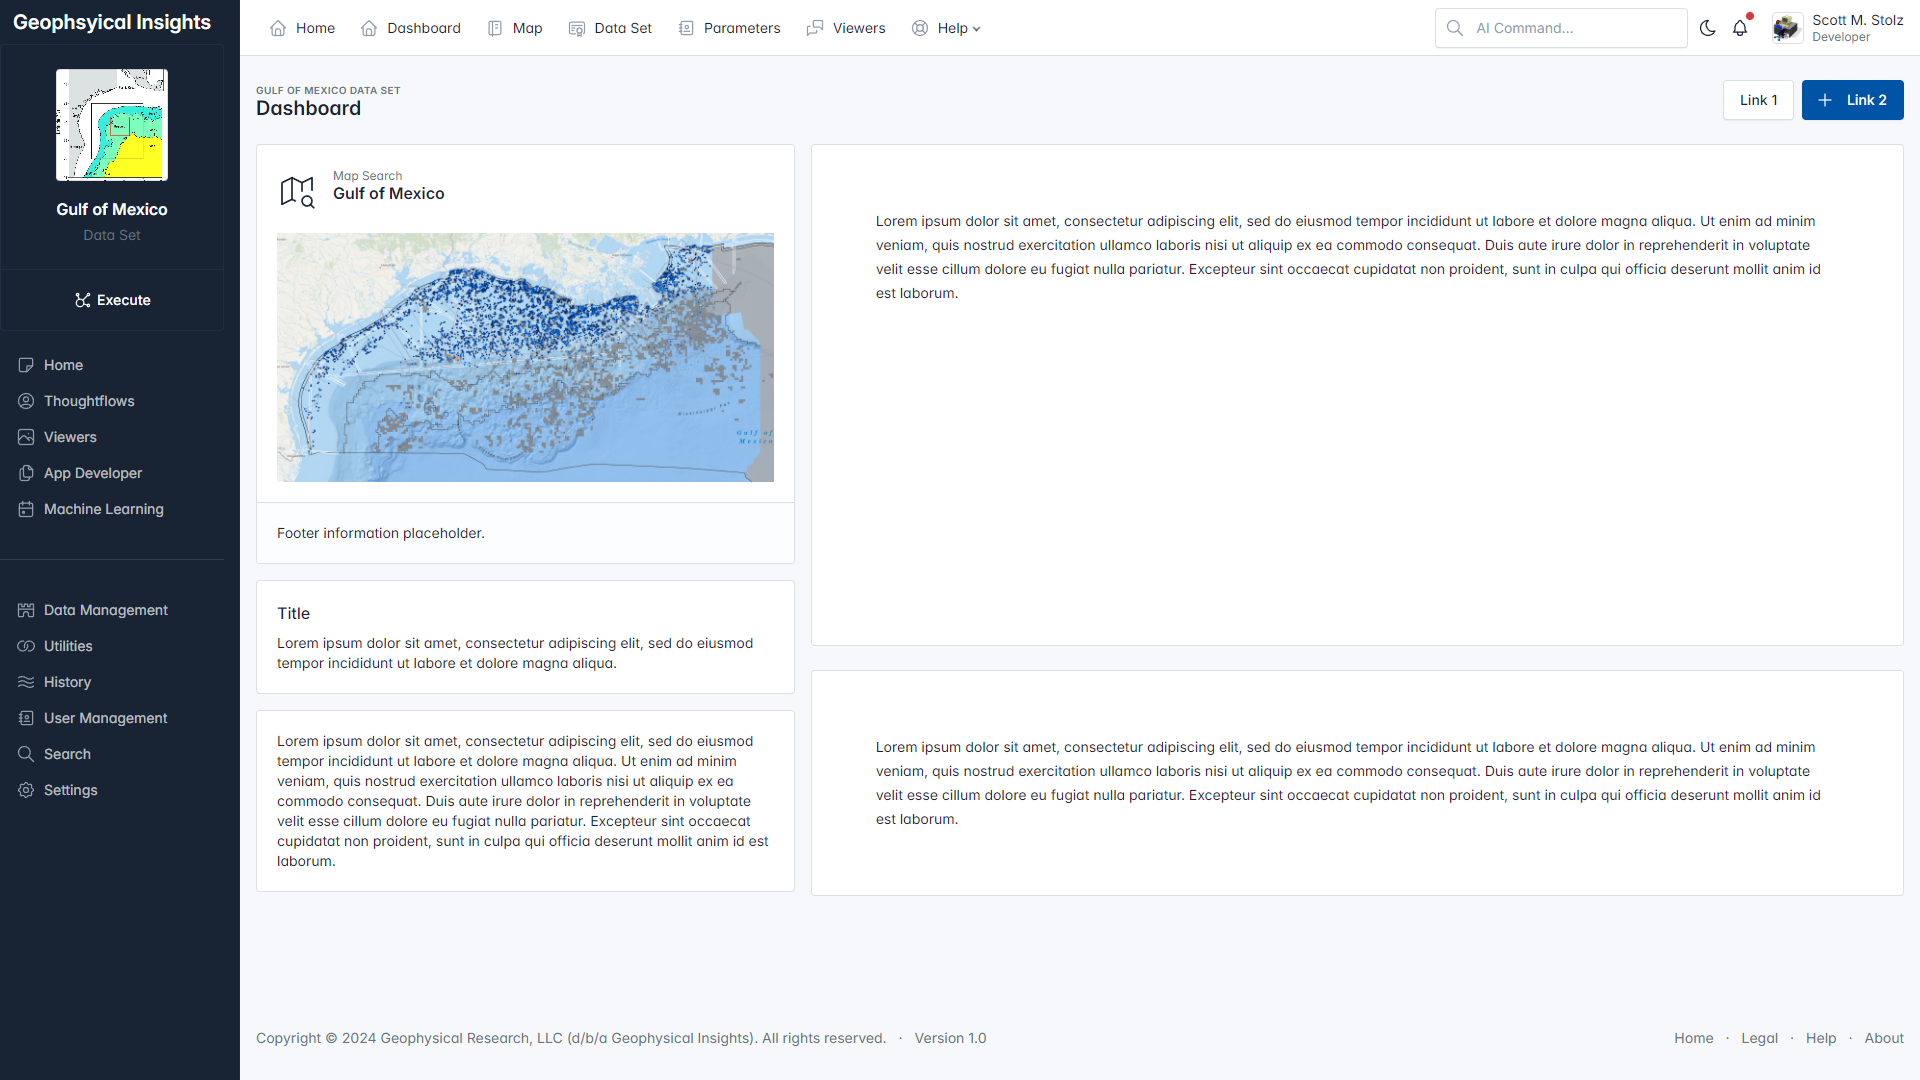 Geophsyical Insights
Gulf of Mexico
Data Set
Execute
Home
Thoughtflows
Viewers
App Developer
Machine Learning
Data Management
Utilities
History
User Management
Search
Settings
Home Dashboard Map Data Set Parameters Viewers Help
AI Command...
Scott M. Stolz
Developer
GULF OF MEXICO DATA SET
Dashboard
Link 1
Link 2
Map Search
Gulf of Mexico
Gulf of
Mexico
Footer information placeholder.
Title
Lorem ipsum dolor sit amet, consectetur adipiscing elit, sed do eiusmod
tempor incididunt ut labore et dolore magna aliqua.
Lorem ipsum dolor sit amet, consectetur adipiscing elit, sed do eiusmod
tempor incididunt ut labore et dolore magna aliqua. Ut enim ad minim
veniam, quis nostrud exercitation ullamco laboris nisi ut aliquip ex ea
commodo consequat. Duis aute irure dolor in reprehenderit in voluptate
velit esse cillum dolore eu fugiat nulla pariatur. Excepteur sint occaecat
cupidatat non proident, sunt in culpa qui officia deserunt mollit anim id est
laborum.
Lorem ipsum dolor sit amet, consectetur adipiscing elit, sed do eiusmod tempor incididunt ut labore et dolore magna aliqua. Ut enim ad minim
veniam, quis nostrud exercitation ullamco laboris nisi ut aliquip ex ea commodo consequat. Duis aute irure dolor in reprehenderit in voluptate
velit esse cillum dolore eu fugiat nulla pariatur. Excepteur sint occaecat cupidatat non proident, sunt in culpa qui officia deserunt mollit anim id
est laborum.
Lorem ipsum dolor sit amet, consectetur adipiscing elit, sed do eiusmod tempor incididunt ut labore et dolore magna aliqua. Ut enim ad minim
veniam, quis nostrud exercitation ullamco laboris nisi ut aliquip ex ea commodo consequat. Duis aute irure dolor in reprehenderit in voluptate
velit esse cillum dolore eu fugiat nulla pariatur. Excepteur sint occaecat cupidatat non proident, sunt in culpa qui officia deserunt mollit anim id
est laborum.
Copyright © 2024 Geophysical Research, LLC (d/b/a Geophysical Insights). All rights reserved. · Version 1.0
Home · Legal · Help · About